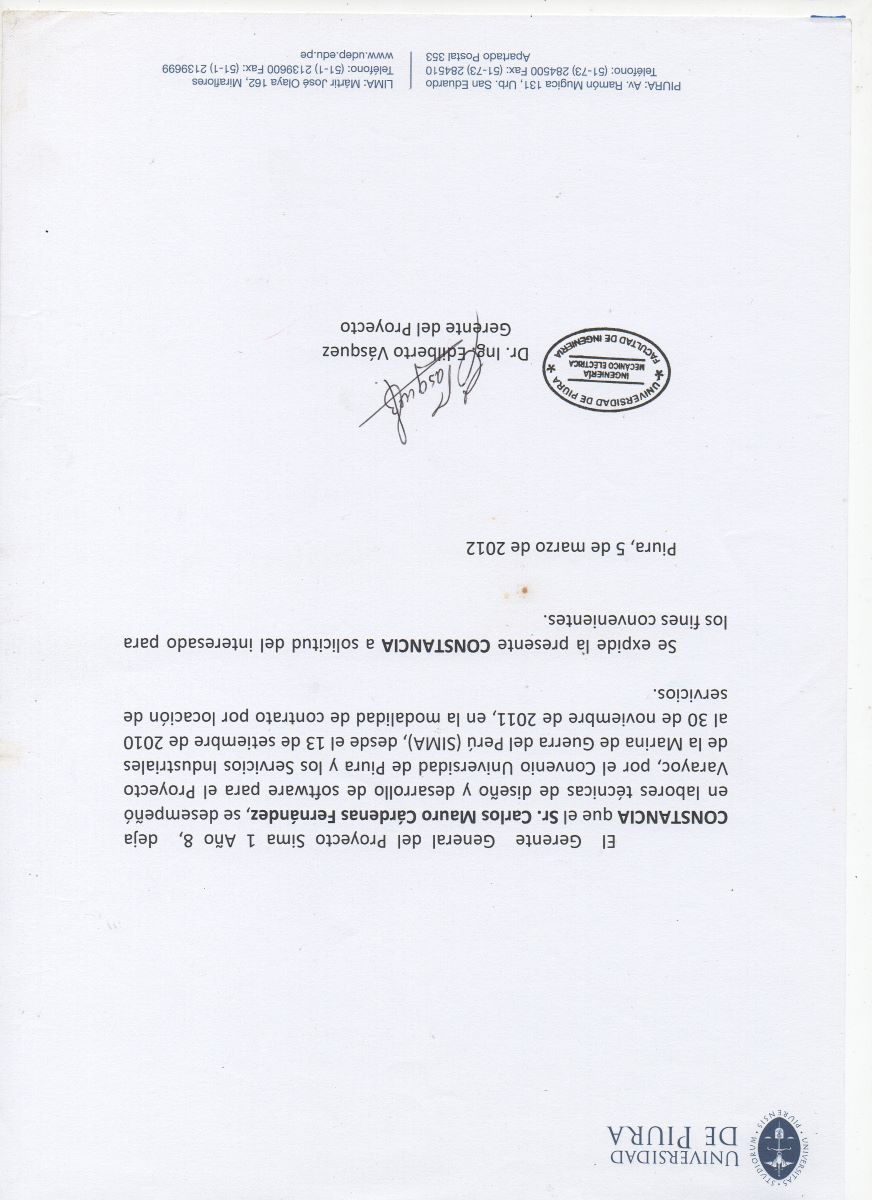 UNIVERSITAS · STUDIORUM · PIURENSIS ·
UNIVERSIDAD
DE PIURA
El Gerente General del Proyecto Sima 1 Año 8, deja
CONSTANCIA que el Sr. Carlos Mauro Cárdenas Fernández, se desempeñó
en labores técnicas de diseño y desarrollo de software para el Proyecto
Varayoc, por el Convenio Universidad de Piura y los Servicios Industriales
de la Marina de Guerra del Perú (SIMA), desde el 13 de setiembre de 2010
al 30 de noviembre de 2011, en la modalidad de contrato por locación de
servicios.
Se expide la presente CONSTANCIA a solicitud del interesado para
los fines convenientes.
Piura, 5 de marzo de 2012
UNIVERSIDAD DE PIURA
INGENIERÍA
MECÁNICO ELÉCTRICA
FACULTAD DE INGENIERIA
EVasquez
Dr. Ing. Edilberto Vásquez
Gerente del Proyecto
PIURA: Av. Ramón Mugica 131, Urb. San Eduardo
Teléfono: (51-73) 284500 Fax: (51-73) 284510
Apartado Postal 353
LIMA: Mártir José Olaya 162, Miraflores
Teléfono: (51-1) 2139600 Fax: (51-1) 2139699
www.udep.edu.pe